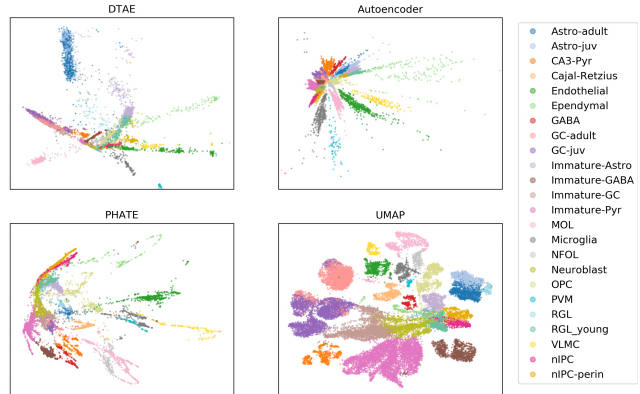 DTAE
Autoencoder
PHATE
UMAP
Astro-adult
Astro-juv
CA3-Pyr
Cajal-Retzius
Endothelial
Ependymal
GABA
GC-adult
GC-juv
Immature-Astro
Immature-GABA
Immature-GC
Immature-Pyr
MOL
Microglia
NFOL
Neuroblast
OPC
PVM
RGL
RGL_young
VLMC
nIPC
nIPC-perin